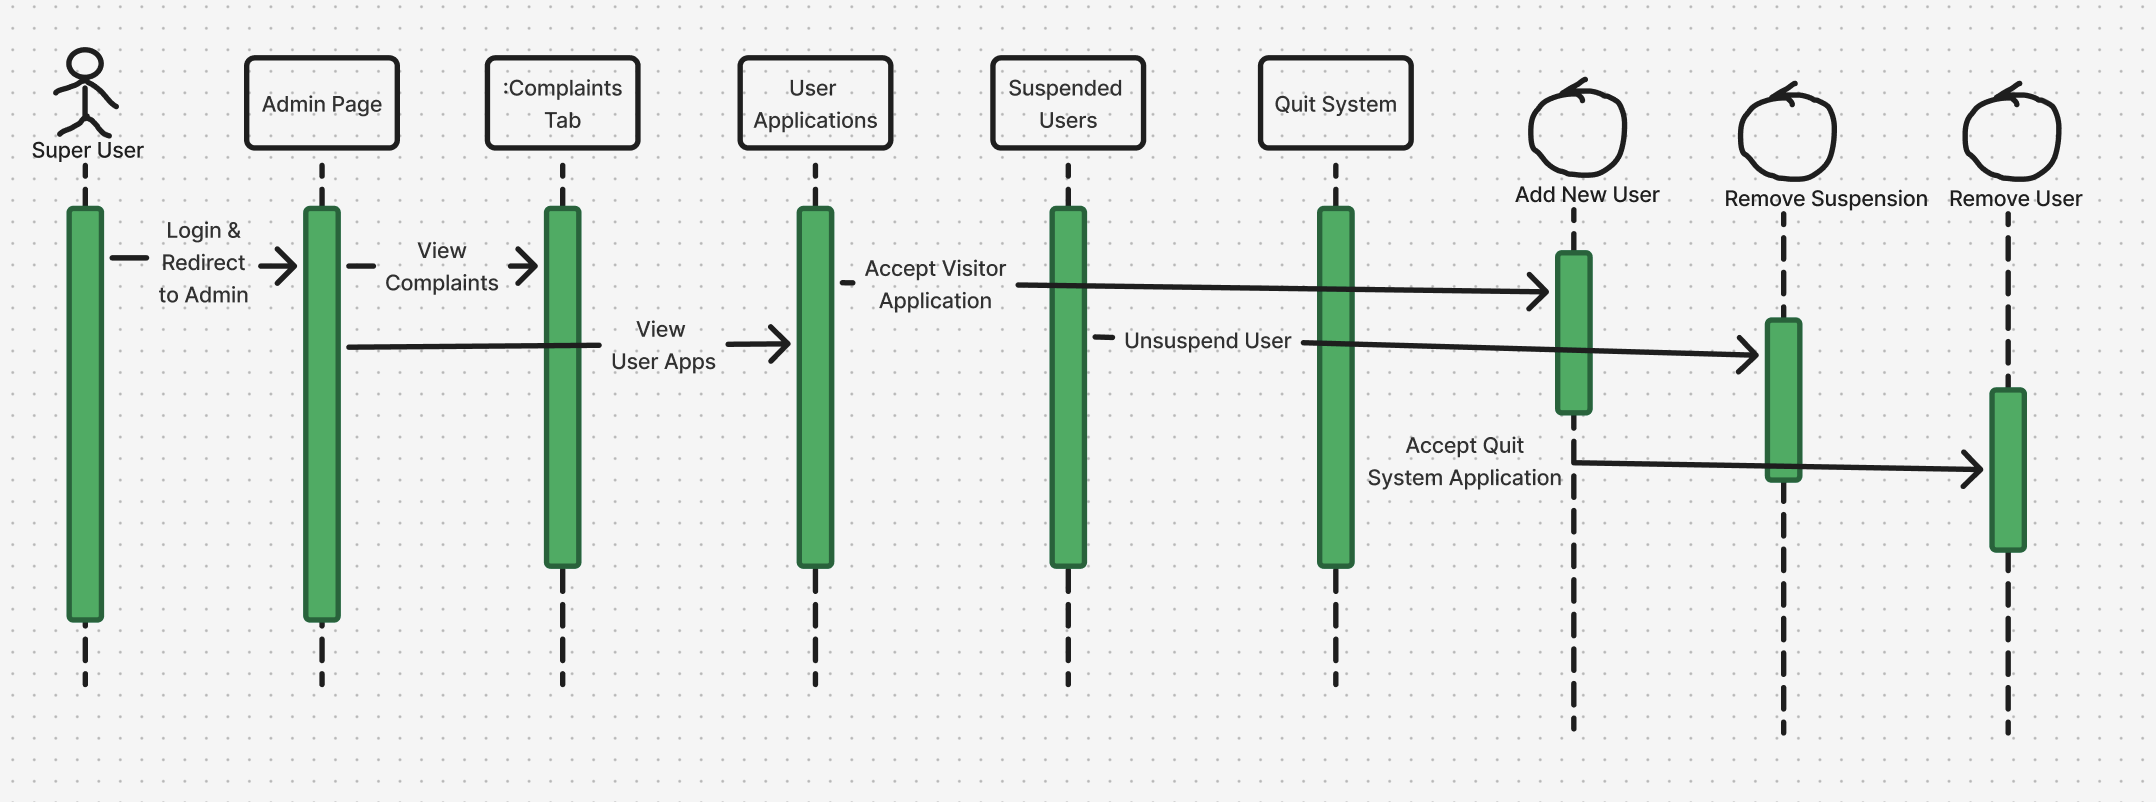 Super User
Admin Page
:Complaints
Tab
User
Applications
Suspended
Users
Quit System
Add New User
Remove Suspension
Remove User
Login &
Redirect
to Admin
View
Complaints
View
User Apps
Accept Visitor
Application
Unsuspend User
Accept Quit
System Application